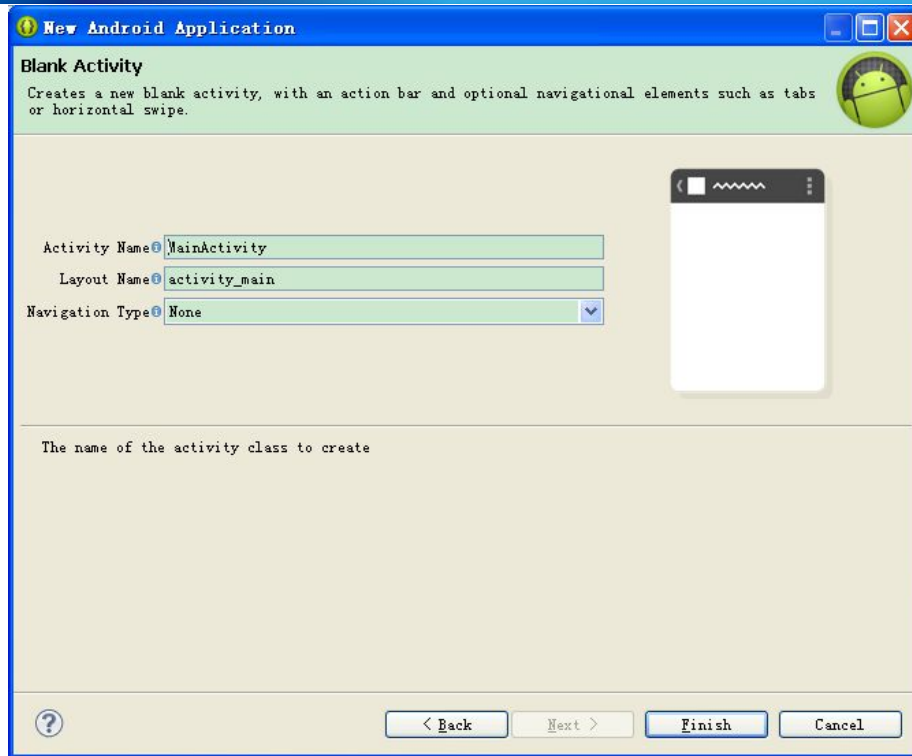 New Android Application
Blank Activity
Creates a new blank activity, with an action bar and optional navigational elements such as tabs
or horizontal swipe.
Activity Name MainActivity
Layout Name activity_main
Navigation Type None
The name of the activity class to create
< Back Next > Finish Cancel